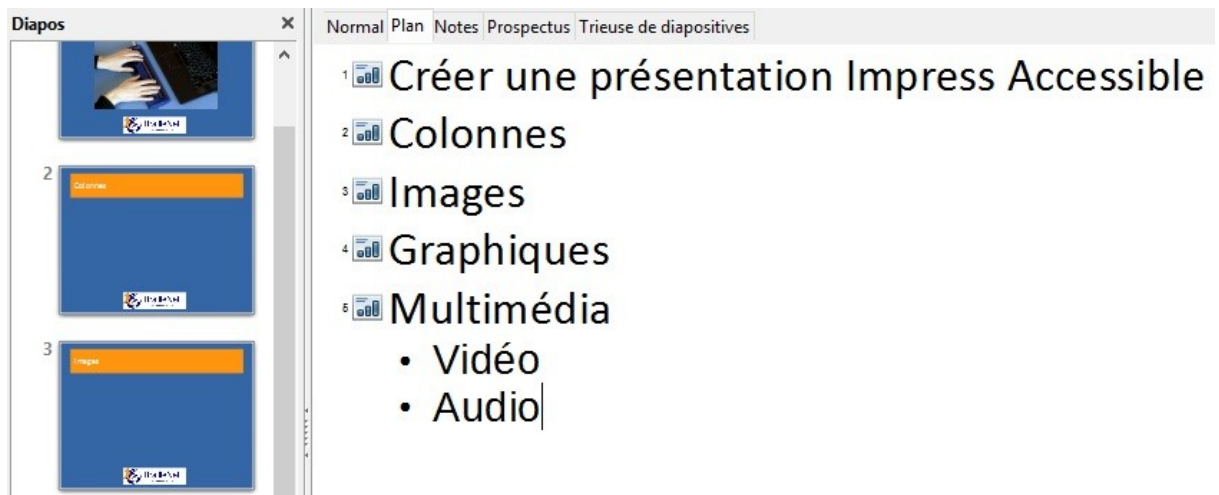 Diapos
Normal Plan Notes Prospectus Trieuse de diapositives
2
Colonnes
3
Images
1 Créer une présentation Impress Accessible
2 Colonnes
3 Images
4 Graphiques
5 Multimédia
• Vidéo
• Audio